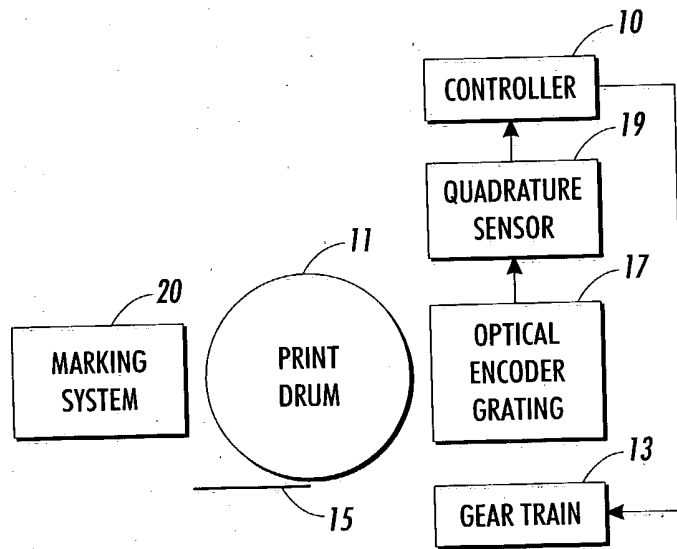 10
CONTROLLER
19
QUADRATURE
SENSOR
11
17
20
OPTICAL
ENCODER
GRATING
MARKING
SYSTEM
PRINT
DRUM
13
15
GEAR TRAIN